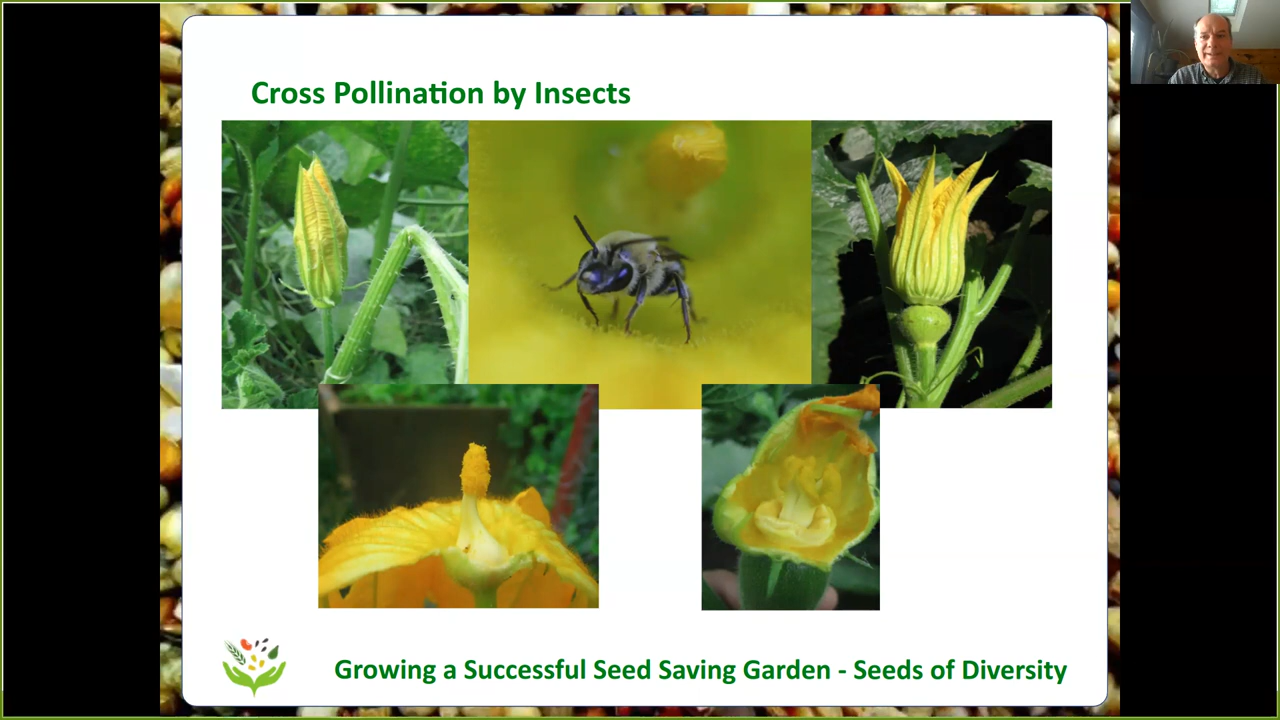 Cross Pollination by Insects
Growing a Successful Seed Saving Garden - Seeds of Diversity